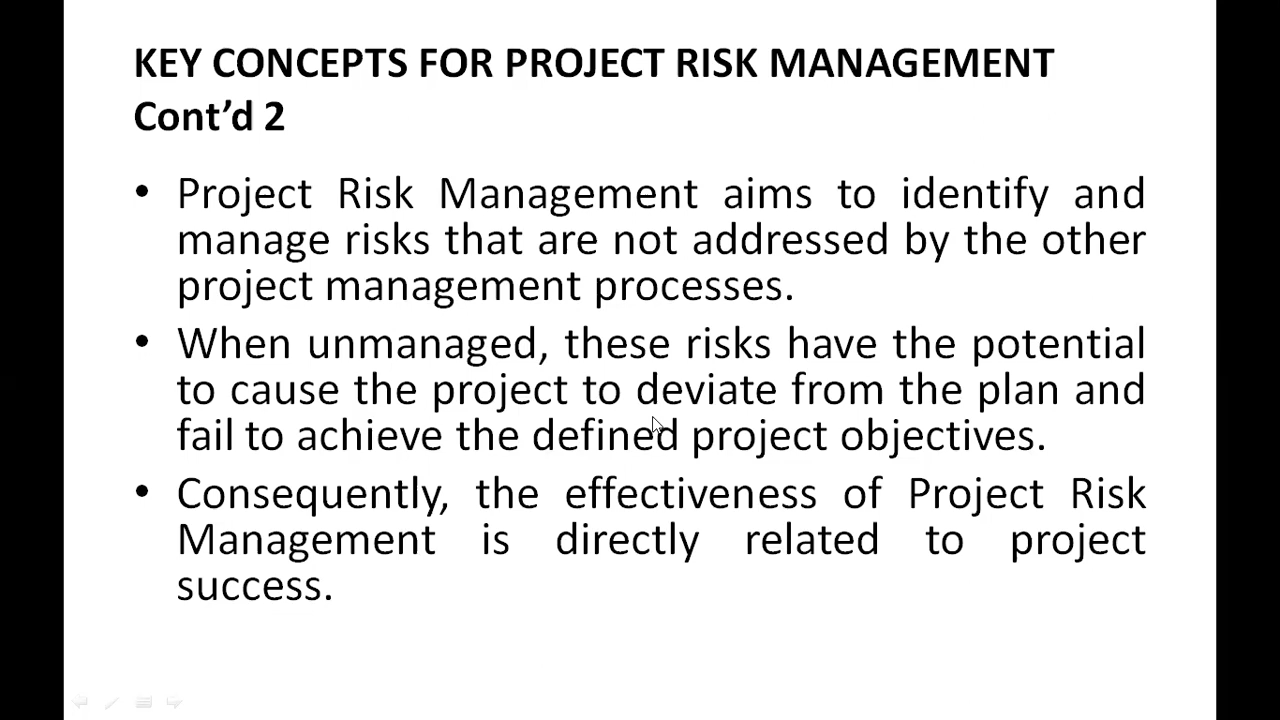 KEY CONCEPTS FOR PROJECT RISK MANAGEMENT
Cont’d 2
• Project Risk Management aims to identify and
manage risks that are not addressed by the other
project management processes.
• When unmanaged, these risks have the potential
to cause the project to deviate from the plan and
fail to achieve the defined project objectives.
• Consequently, the effectiveness of Project Risk
Management is directly related to project
success.